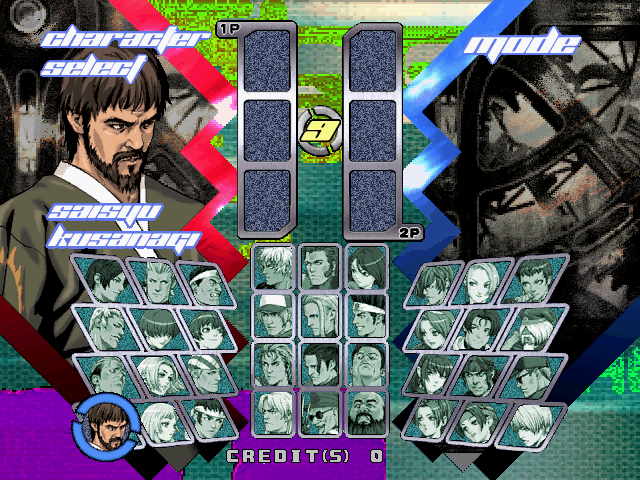 1P
character
select
mode
9
saisyu
kusanagi
2P
CREDIT(S) 0